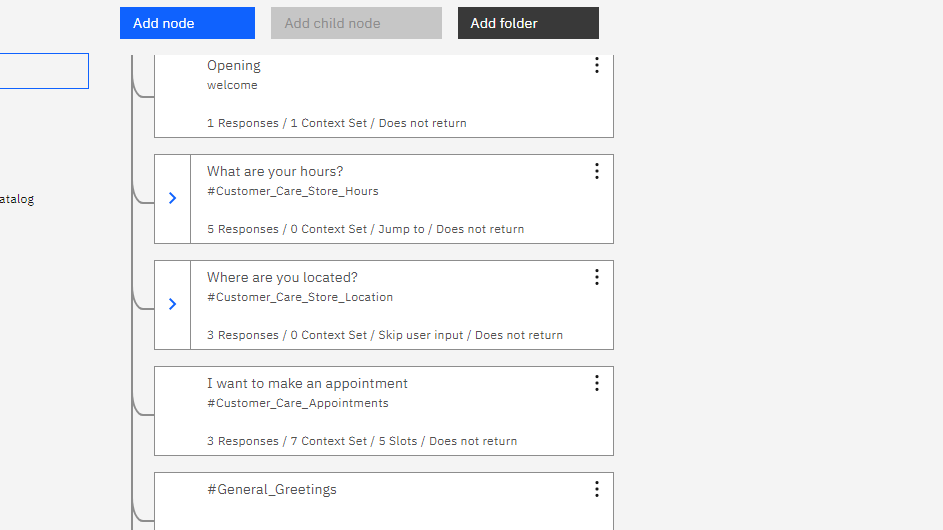 Add node
Add child node
Add folder
Opening
welcome
1 Responses / 1 Context Set / Does not return
What are your hours?
#Customer_Care_Store_Hours
5 Responses / 0 Context Set / Jump to / Does not return
atalog
Where are you located?
#Customer_Care_Store_Location
3 Responses / 0 Context Set / Skip user input / Does not return
I want to make an appointment
#Customer_Care_Appointments
3 Responses / 7 Context Set / 5 Slots / Does not return
#General_Greetings